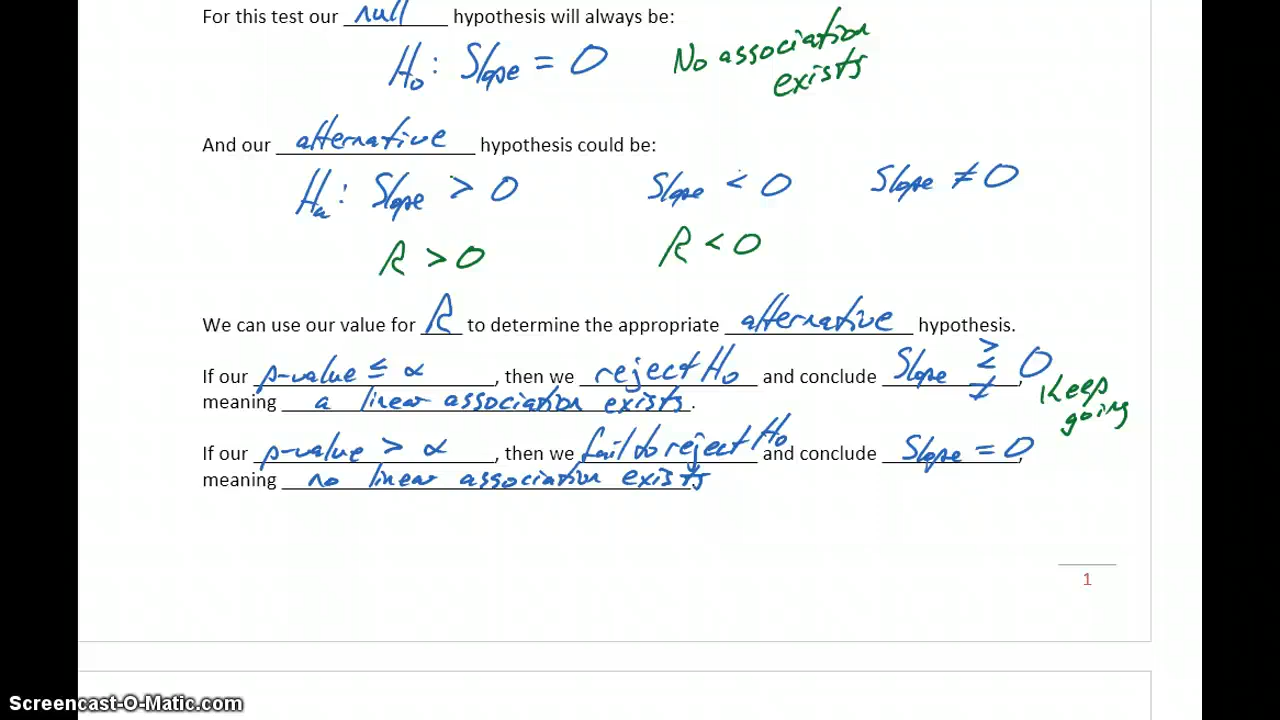 For this test our null hypothesis will always be:
H₀: Slope = 0 No association exists
And our alternative hypothesis could be:
Hₐ: Slope > 0 Slope < 0 Slope ≠ 0
R > 0 R < 0
We can use our value for R to determine the appropriate alternative hypothesis.
If our p-value ≤ α, then we reject H₀ and conclude Slope > < ≠ 0,
meaning a linear association exists. Keep going
If our p-value > α, then we fail to reject H₀ and conclude Slope = 0,
meaning no linear association exists.
1
Screencast-O-Matic.com